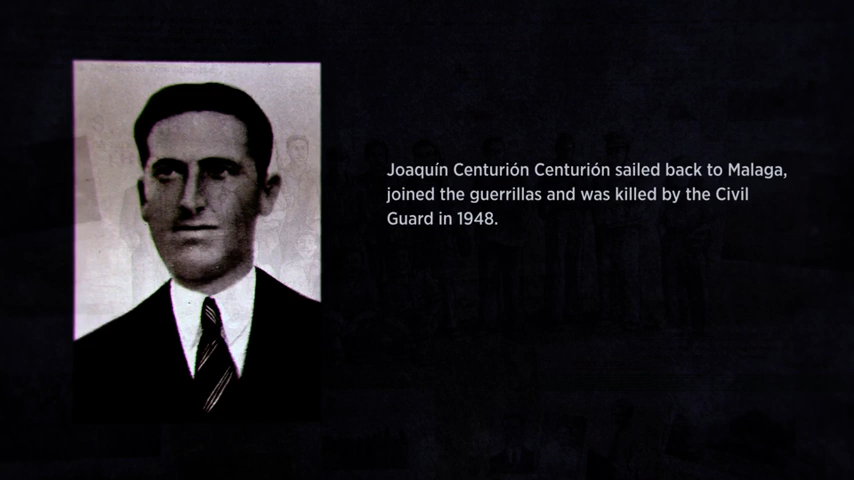 Joaquín Centurión Centurión sailed back to Malaga,
joined the guerrillas and was killed by the Civil
Guard in 1948.